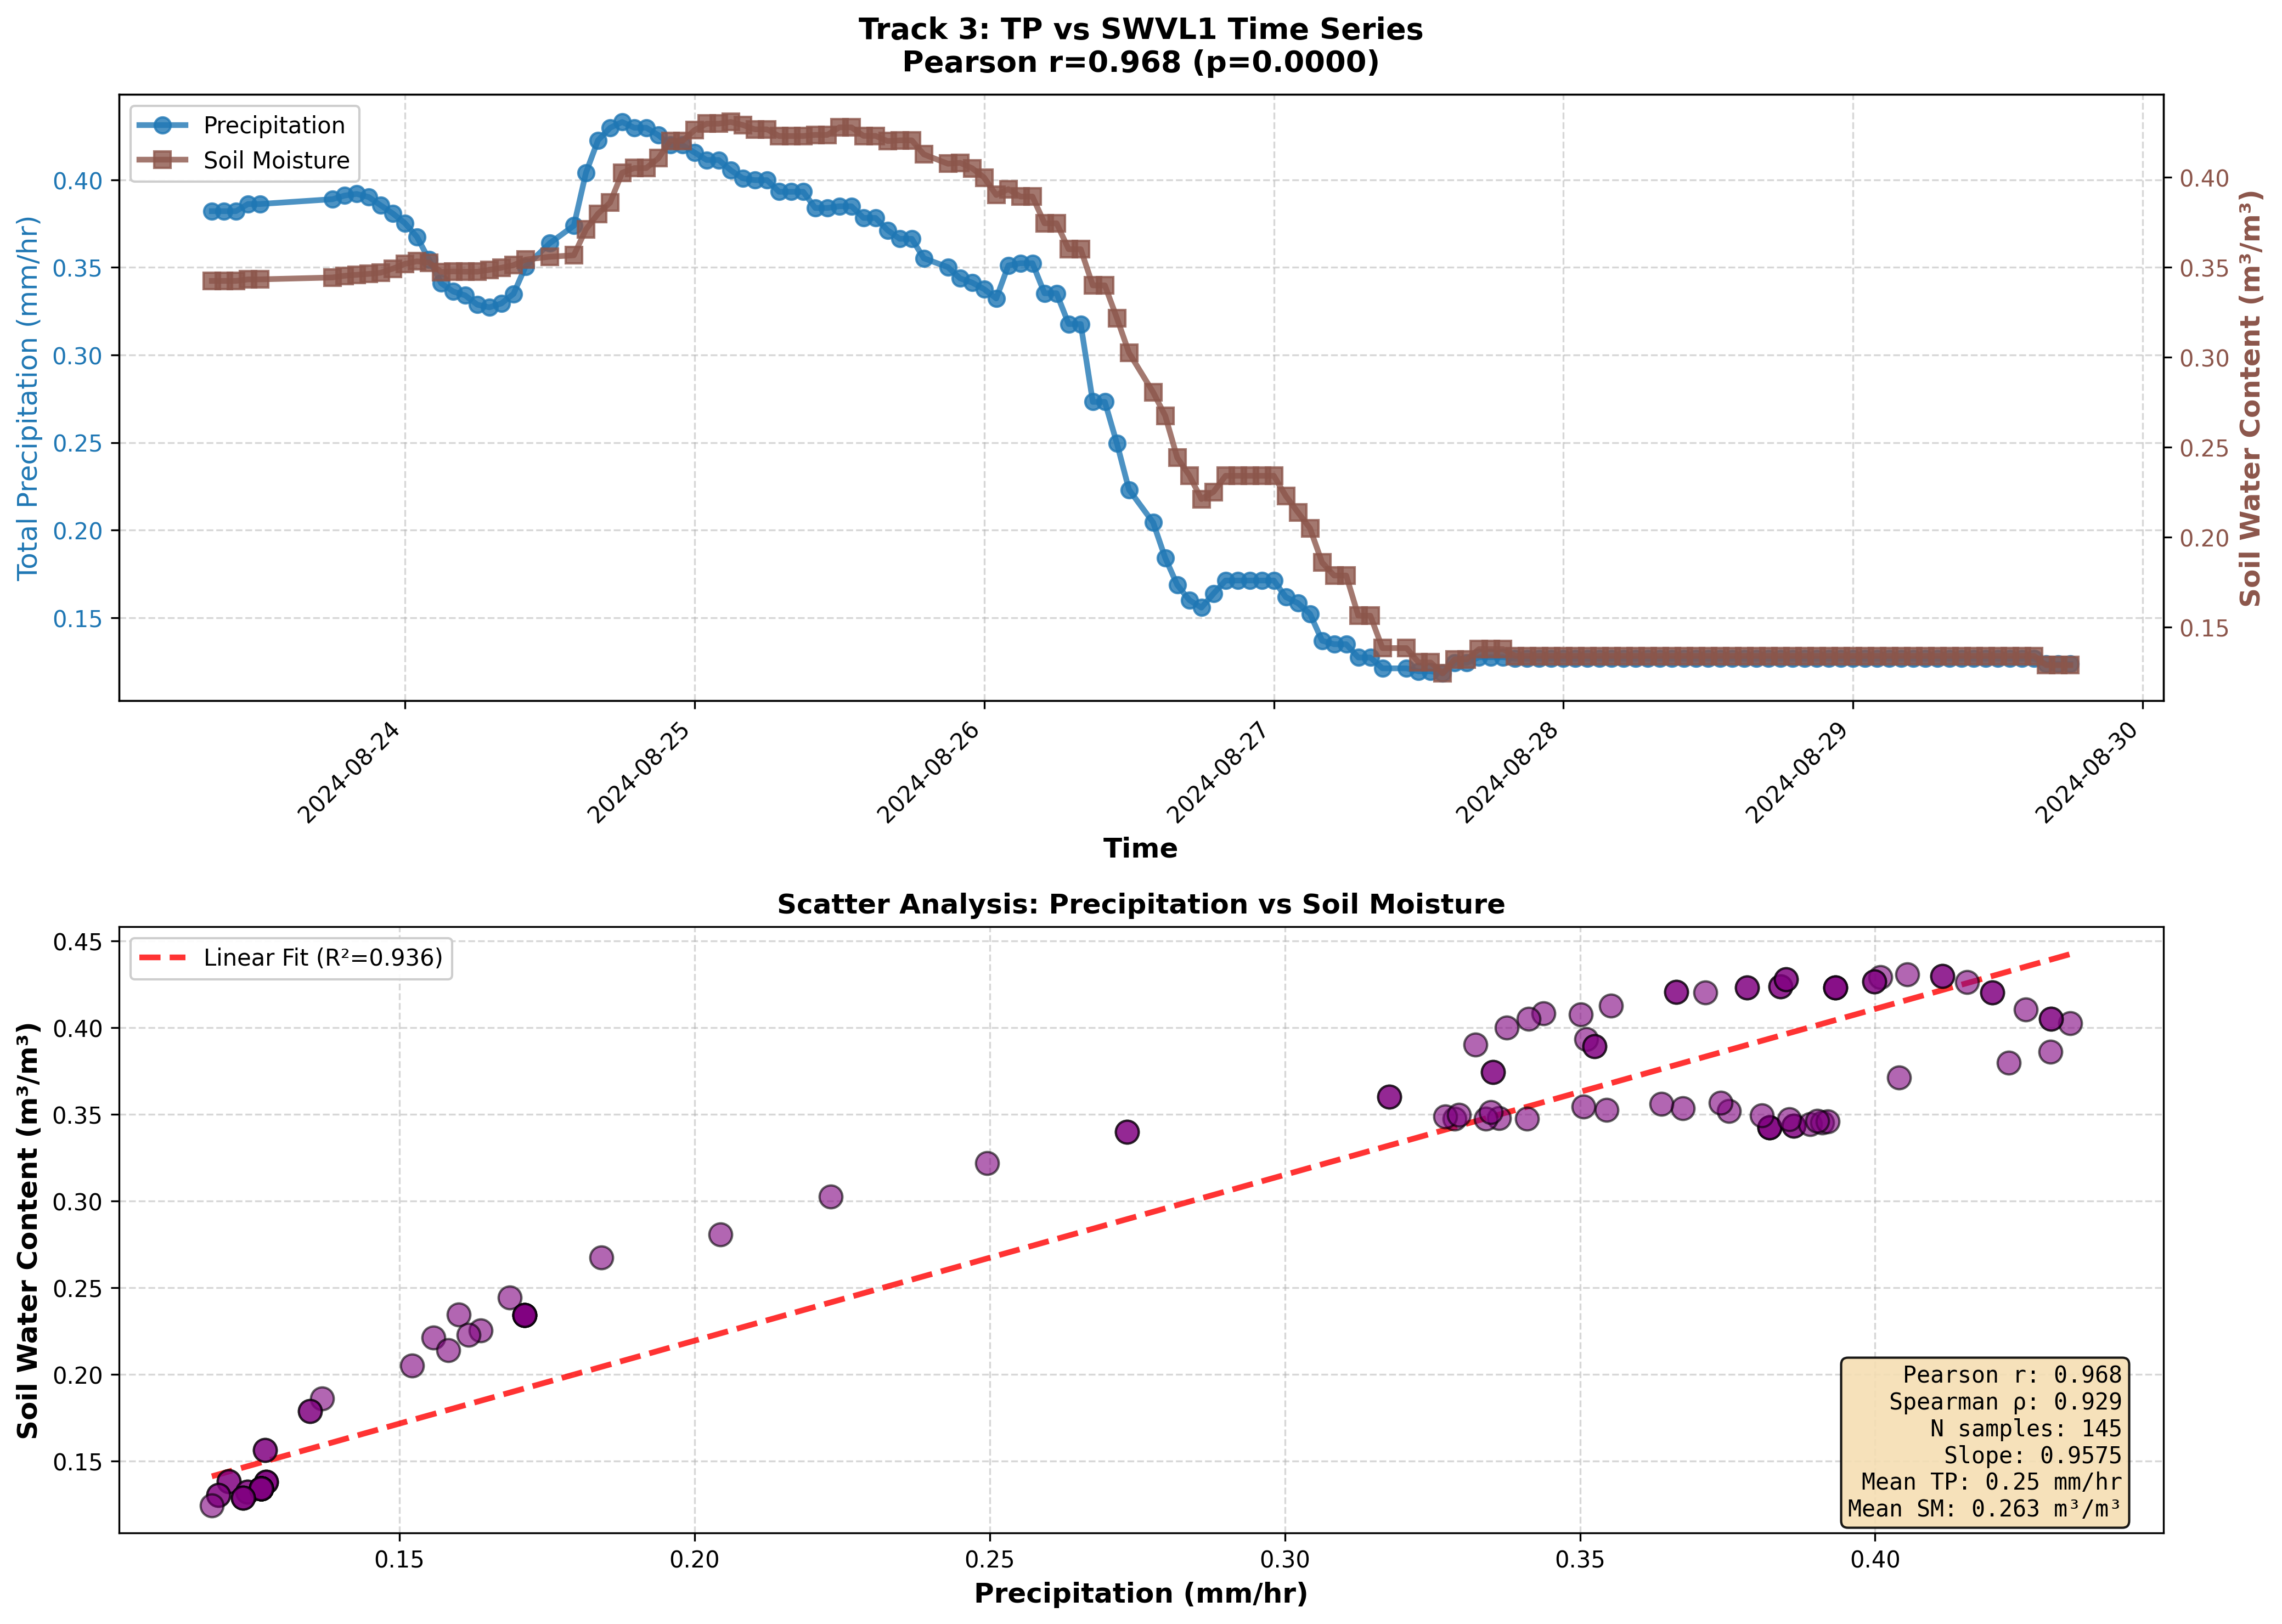 Track 3: TP vs SWVL1 Time Series
Pearson r=0.968 (p=0.0000)
Precipitation
Soil Moisture
Total Precipitation (mm/hr)
0.40
0.35
0.30
0.25
0.20
0.15
Soil Water Content (m³/m³)
0.40
0.35
0.30
0.25
0.20
0.15
2024-08-24
2024-08-25
2024-08-26
2024-08-27
2024-08-28
2024-08-29
2024-08-30
Time
Scatter Analysis: Precipitation vs Soil Moisture
Linear Fit (R²=0.936)
Soil Water Content (m³/m³)
0.45
0.40
0.35
0.30
0.25
0.20
0.15
Pearson r: 0.968
Spearman ρ: 0.929
N samples: 145
Slope: 0.9575
Mean TP: 0.25 mm/hr
Mean SM: 0.263 m³/m³
0.15
0.20
0.25
0.30
0.35
0.40
Precipitation (mm/hr)